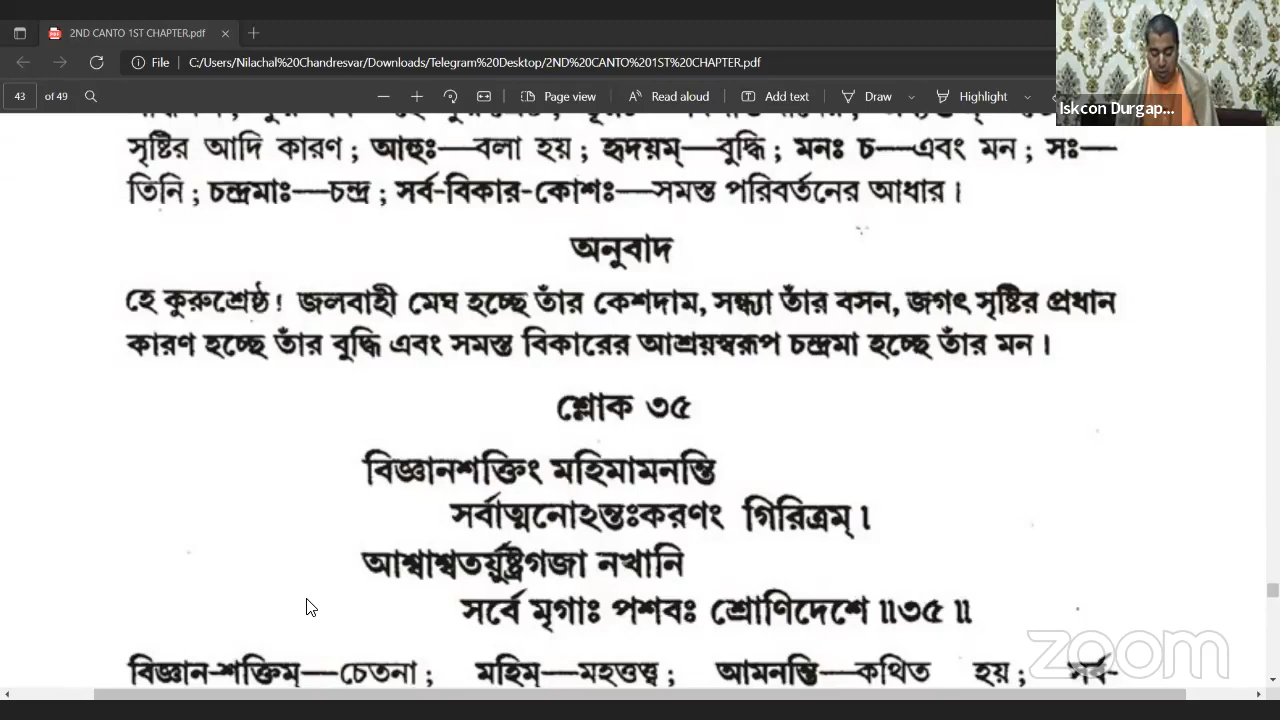 2ND CANTO 1ST CHAPTER.pdf
File
C:/Users/Nilachal%20Chandresvar/Downloads/Telegram%20Desktop/2ND%20CANTO%201ST%20CHAPTER.pdf
43 of 49
Page view
Read aloud
Add text
Draw
Highlight
Iskcon Durgap...
সৃষ্টির আদি কারণ ; আহুঃ—বলা হয় ; হৃদয়ম্—বুদ্ধি ; মনঃ চ—এবং মন ; সঃ—
তিনি ; চন্দ্রমাঃ—চন্দ্র ; সর্ব-বিকার-কোশঃ—সমস্ত পরিবর্তনের আধার ।
অনুবাদ
হে কুরুশ্রেষ্ঠ! জলবাহী মেঘ হচ্ছে তাঁর কেশদাম, সন্ধ্যা তাঁর বসন, জগৎ সৃষ্টির প্রধান
কারণ হচ্ছে তাঁর বুদ্ধি এবং সমস্ত বিকারের আশ্রয়স্বরূপ চন্দ্রমা হচ্ছে তাঁর মন ।
শ্লোক ৩৫
বিজ্ঞানশক্তিং মহিমামনন্তি
সর্বাত্মনোঽন্তঃকরণং গিরিত্রম্ ।
আশ্বাশ্বতর্যুষ্ট্রগজা নখানি
সর্বে মৃগাঃ পশবঃ শ্রোণিদেশে ॥৩৫॥
বিজ্ঞান-শক্তিম্—চেতনা ; মহিম্—মহত্তত্ত্ব ; আমনন্তি—কথিত হয় ; সর্ব-
zoom